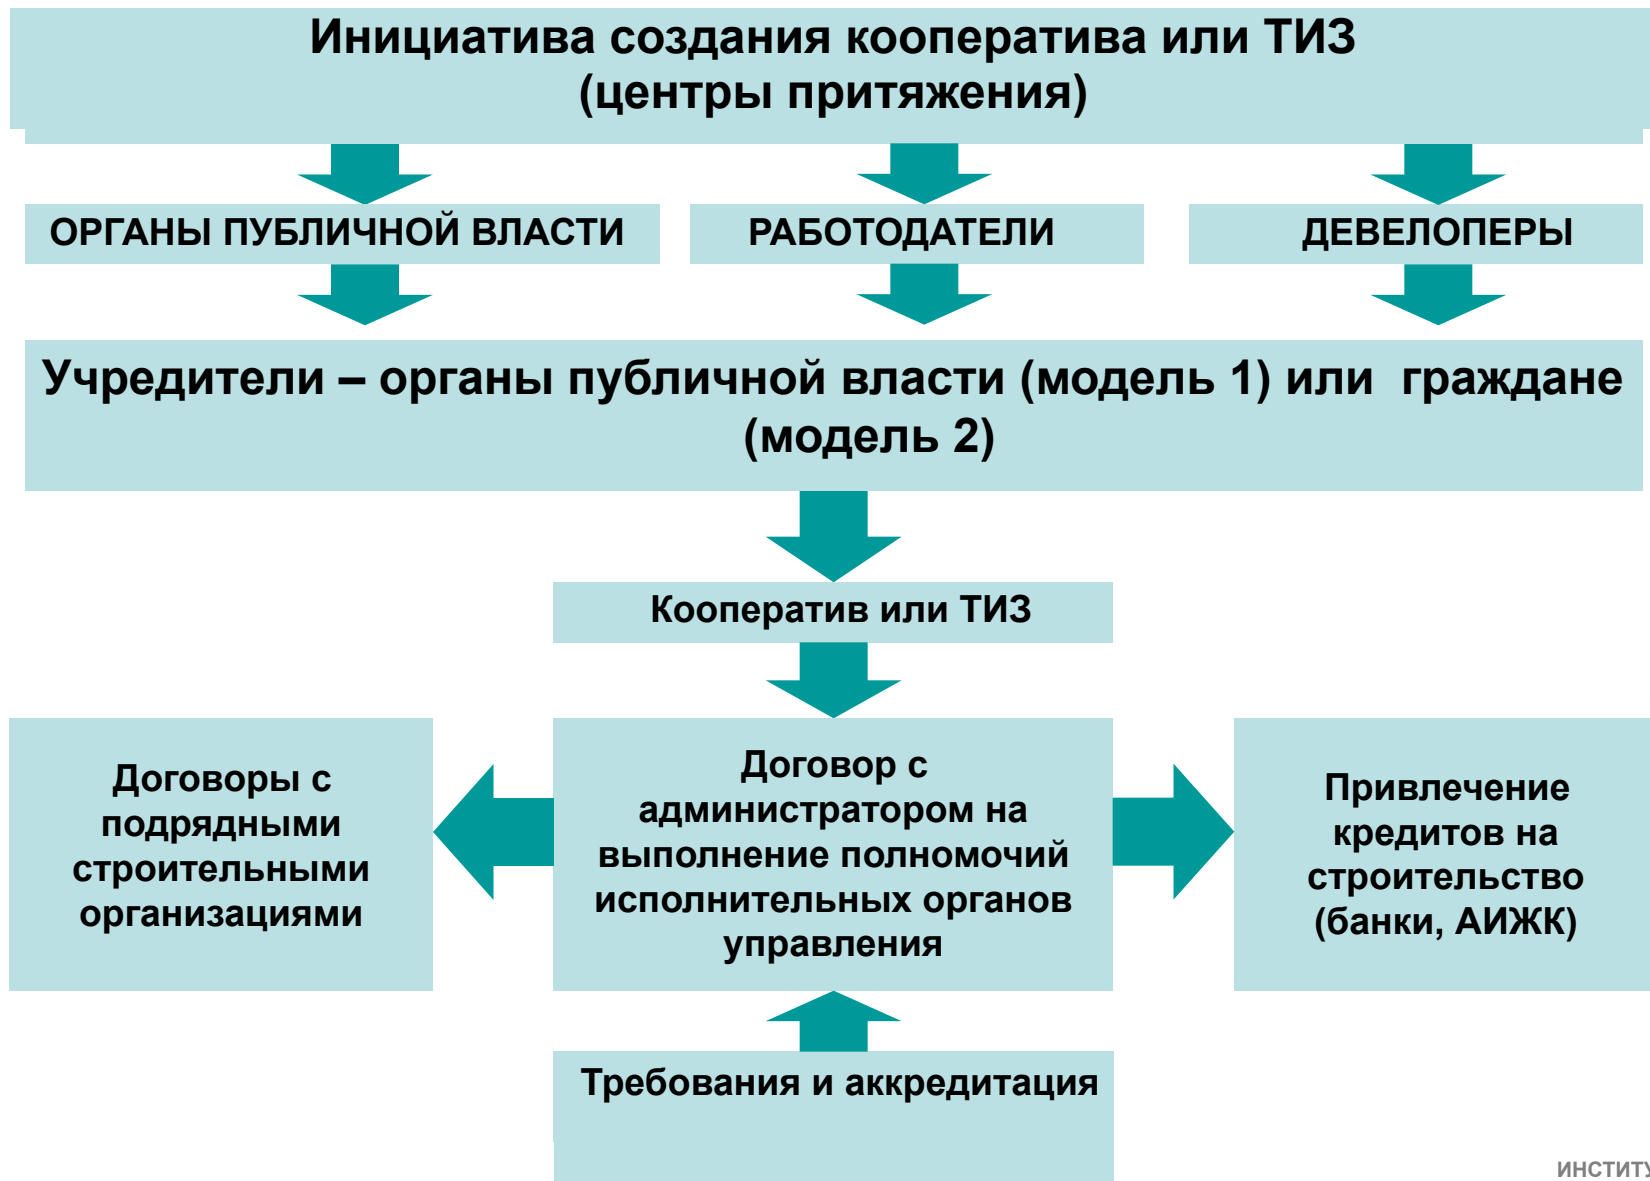 Инициатива создания кооператива или ТИЗ
(центры притяжения)
ОРГАНЫ ПУБЛИЧНОЙ ВЛАСТИ
РАБОТОДАТЕЛИ
ДЕВЕЛОПЕРЫ
Учредители – органы публичной власти (модель 1) или граждане
(модель 2)
Кооператив или ТИЗ
Договоры с
подрядными
строительными
организациями
Договор с
администратором на
выполнение полномочий
исполнительных органов
управления
Привлечение
кредитов на
строительство
(банки, АИЖК)
Требования и аккредитация